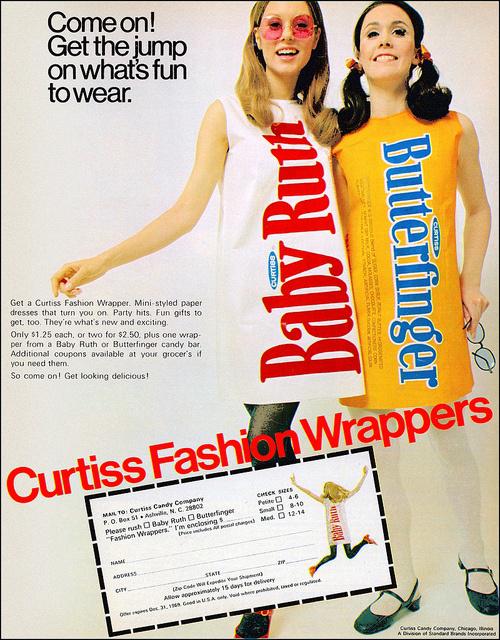 Come on!
Get the jump
on what's fun
to wear.
Baby Ruth
CURTISS
Butterfinger
CURTISS
Get a Curtiss Fashion Wrapper. Mini-styled paper
dresses that turn you on. Party hits. Fun gifts to
get, too. They're what's new and exciting.
Only $1.25 each, or two for $2.50, plus one wrap-
per from a Baby Ruth or Butterfinger candy bar.
Additional coupons available at your grocer's if
you need them.
So come on! Get looking delicious!
Curtiss Fashion Wrappers
MAIL TO: Curtiss Candy Company
P. O. Box 51 • Ashville, N. C. 28802
Please rush Baby Ruth Butterfinger
"Fashion Wrappers." I'm enclosing $
(Price includes all postal charges)
CHECK SIZES
Petite 4-6
Small 8-10
Med. 12-14
NAME
ADDRESS
CITY STATE ZIP
(Zip Code Will Expedite Your Shipment)
Allow approximately 15 days for delivery
Offer expires Dec. 31, 1969. Good in U.S.A. only. Void where prohibited, taxed or regulated.
Baby Ruth
Curtiss Candy Company, Chicago, Illinois
A Division of Standard Brands Incorporated